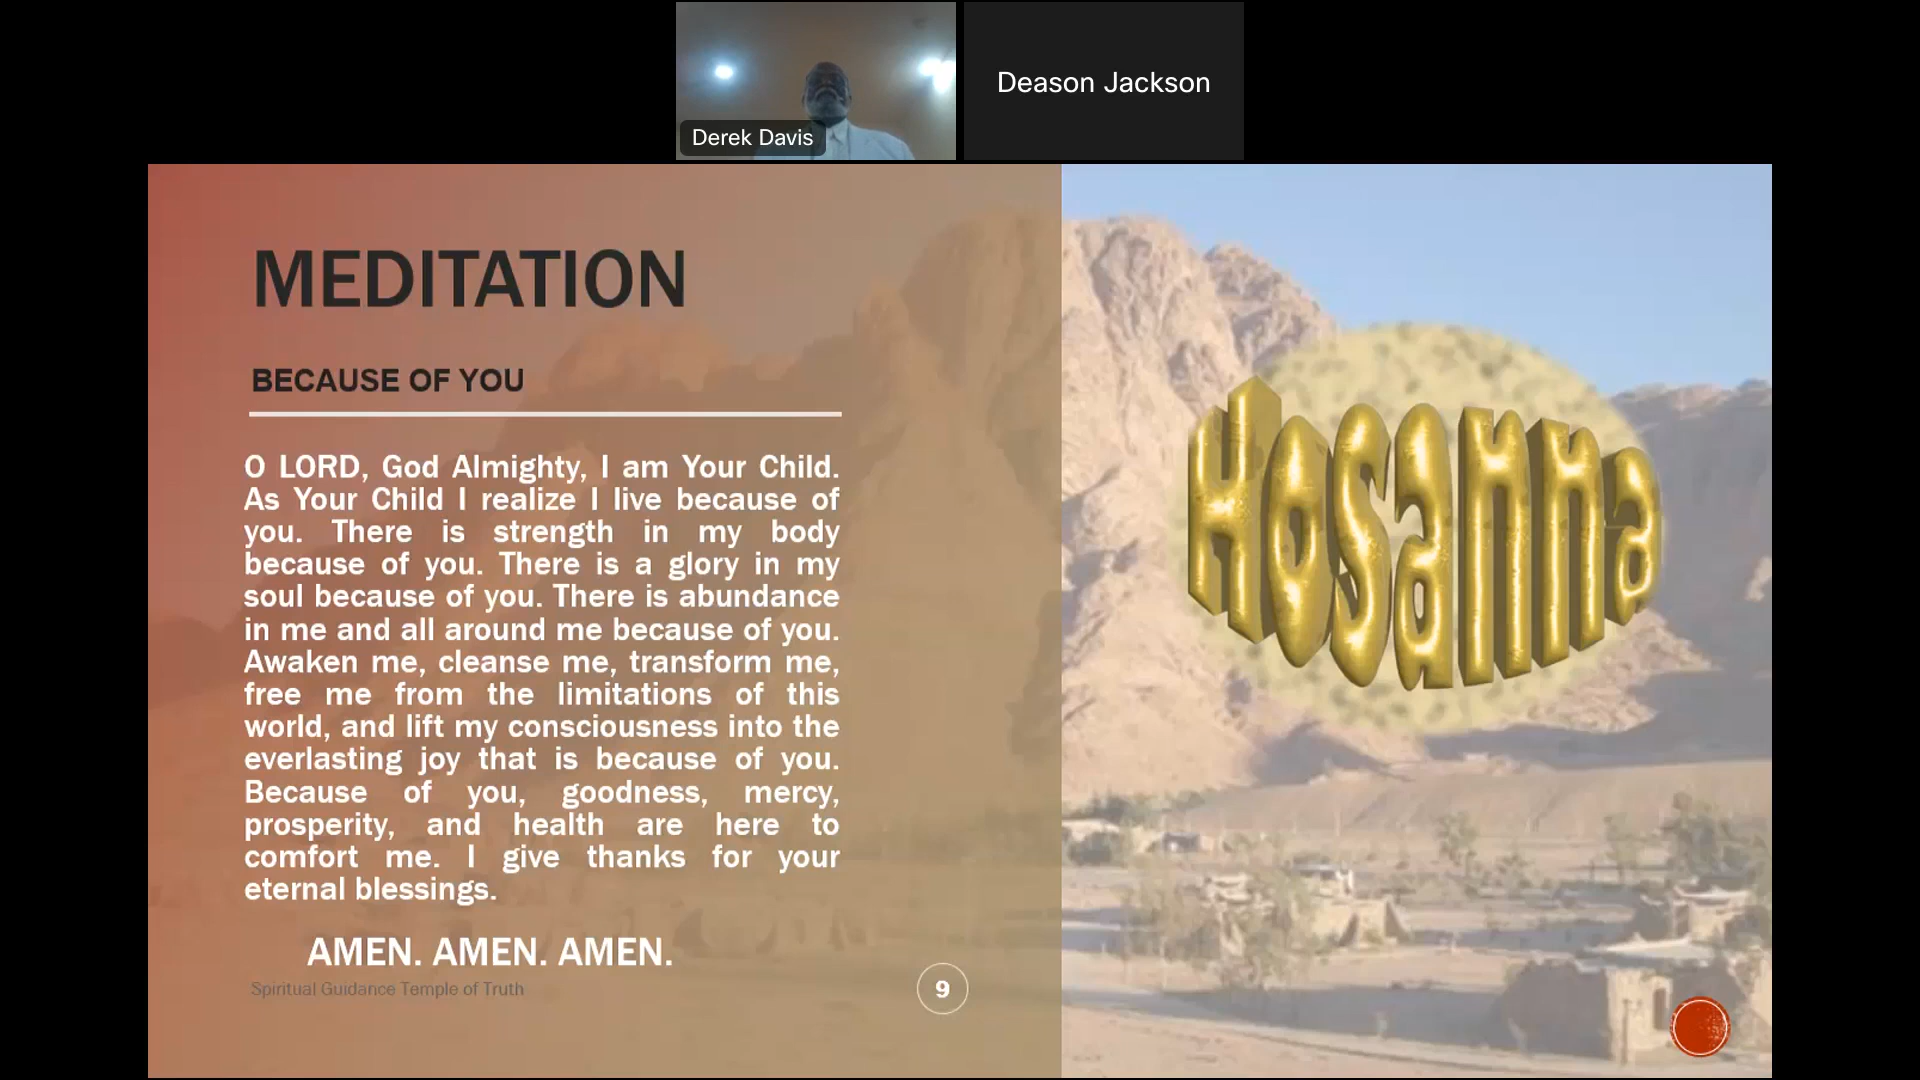 Derek Davis
Deason Jackson
MEDITATION
BECAUSE OF YOU
O LORD, God Almighty, I am Your Child.
As Your Child I realize I live because of
you. There is strength in my body
because of you. There is a glory in my
soul because of you. There is abundance
in me and all around me because of you.
Awaken me, cleanse me, transform me,
free me from the limitations of this
world, and lift my consciousness into the
everlasting joy that is because of you.
Because of you, goodness, mercy,
prosperity, and health are here to
comfort me. I give thanks for your
eternal blessings.
AMEN. AMEN. AMEN.
Spiritual Guidance Temple of Truth
9
Hosanna